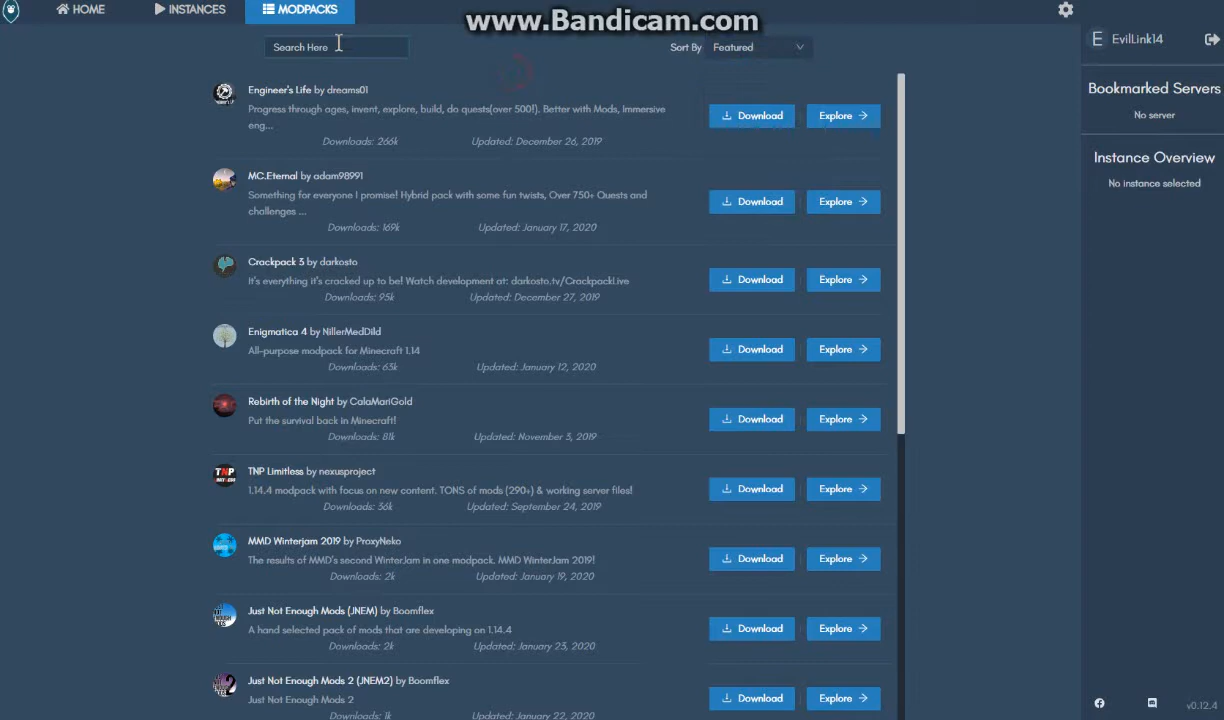 www.Bandicam.com
HOME
INSTANCES
MODPACKS
Search Here
Sort By Featured
E EvilLink14
Engineer's Life by dreams01
Progress through ages, invent, explore, build, do quests(over 500!). Better with Mods, Immersive
eng...
Downloads: 266k Updated: December 26, 2019
Download Explore
MC.Eternal by adam98991
Something for everyone I promise! Hybrid pack with some fun twists, Over 750+ Quests and
challenges ...
Downloads: 169k Updated: January 17, 2020
Download Explore
Crackpack 3 by darkosto
It's everything it's cracked up to be! Watch development at: darkosto.tv/CrackpackLive
Downloads: 95k Updated: December 27, 2019
Download Explore
Enigmatica 4 by NillerMedDild
All-purpose modpack for Minecraft 1.14
Downloads: 63k Updated: January 12, 2020
Download Explore
Rebirth of the Night by CalaMariGold
Put the survival back in Minecraft!
Downloads: 81k Updated: November 3, 2019
Download Explore
TNP Limitless by nexusproject
1.14.4 modpack with focus on new content. TONS of mods (290+) & working server files!
Downloads: 36k Updated: September 24, 2019
Download Explore
MMD Winterjam 2019 by ProxyNeko
The results of MMD's second WinterJam in one modpack. MMD WinterJam 2019!
Downloads: 2k Updated: January 19, 2020
Download Explore
Just Not Enough Mods (JNEM) by Boomflex
A hand selected pack of mods that are developing on 1.14.4
Downloads: 2k Updated: January 23, 2020
Download Explore
Just Not Enough Mods 2 (JNEM2) by Boomflex
Just Not Enough Mods 2
Downloads: 1k Updated: January 22, 2020
Download Explore
Bookmarked Servers
No server
Instance Overview
No instance selected
v0.12.4